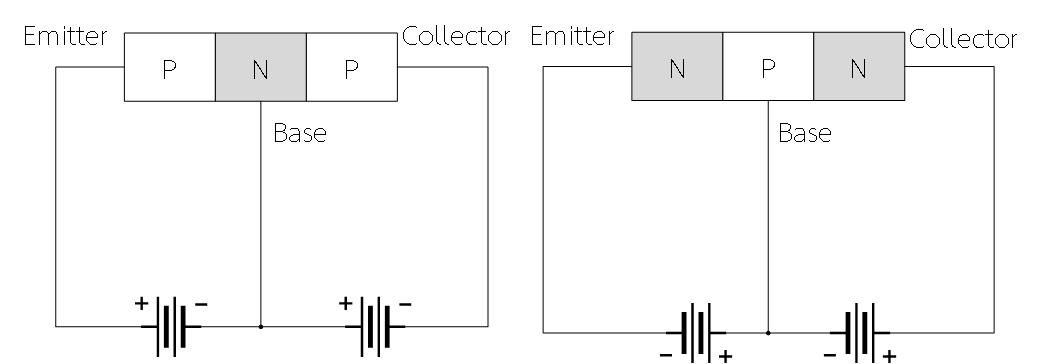 Emitter
Collector
P N P
Base
+ - + -
Emitter
Collector
N P N
Base
- + - +